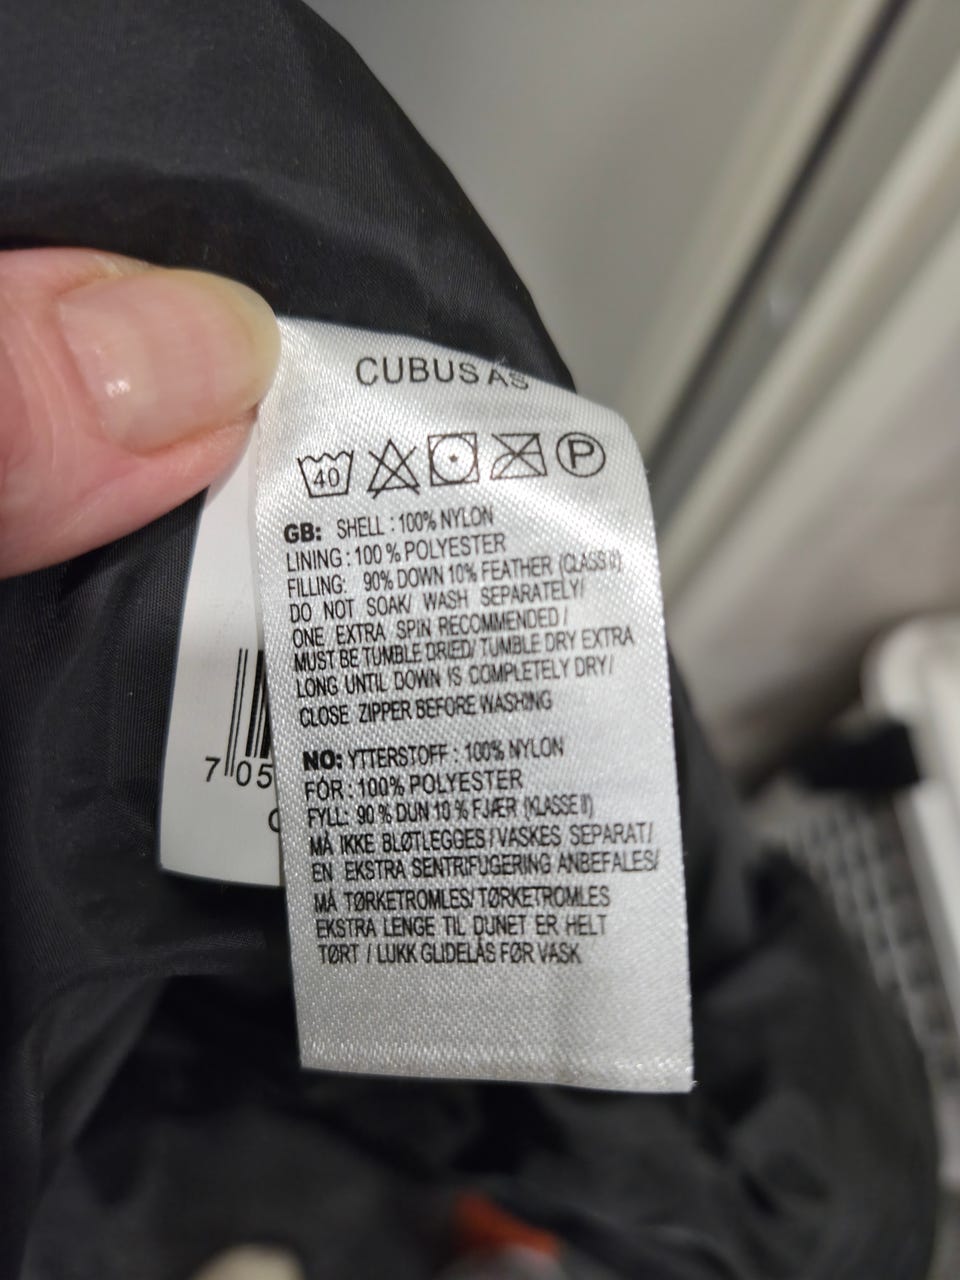 CUBUS AS
40 P
GB: SHELL : 100% NYLON
LINING : 100 % POLYESTER
FILLING: 90% DOWN 10% FEATHER (CLASS II)
DO NOT SOAK/ WASH SEPARATELY/
ONE EXTRA SPIN RECOMMENDED /
MUST BE TUMBLE DRIED/ TUMBLE DRY EXTRA
LONG UNTIL DOWN IS COMPLETELY DRY/
CLOSE ZIPPER BEFORE WASHING
NO: YTTERSTOFF : 100% NYLON
FÓR : 100% POLYESTER
FYLL: 90 % DUN 10 % FJÆR (KLASSE II)
MÅ IKKE BLØTLEGGES / VASKES SEPARAT/
EN EKSTRA SENTRIFUGERING ANBEFALES/
MÅ TØRKETROMLES/ TØRKETROMLES
EKSTRA LENGE TIL DUNET ER HELT
TØRT / LUKK GLIDELÅS FØR VASK
7 05